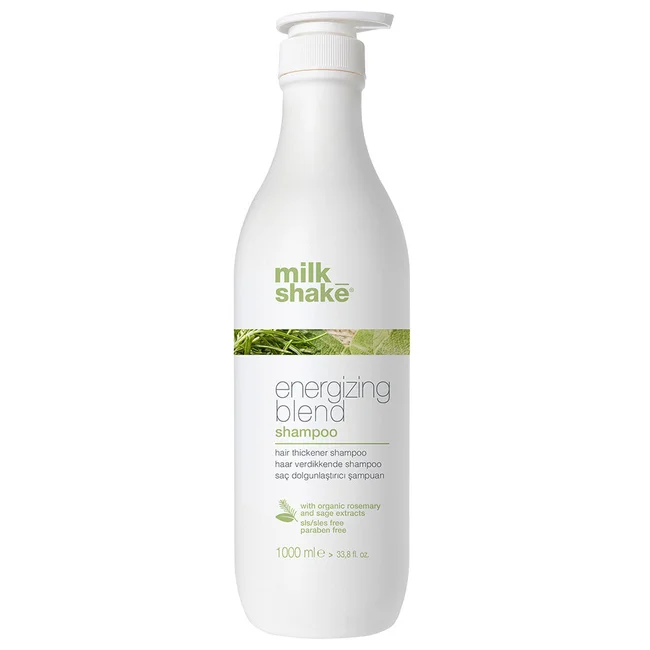 milk_
shake®
energizing
blend
shampoo
hair thickener shampoo
haar verdikkende shampoo
saç dolgunlaştırıcı şampuan
with organic rosemary
and sage extracts
sls/sles free
paraben free
1000 ml ℮ > 33,8 fl. oz.